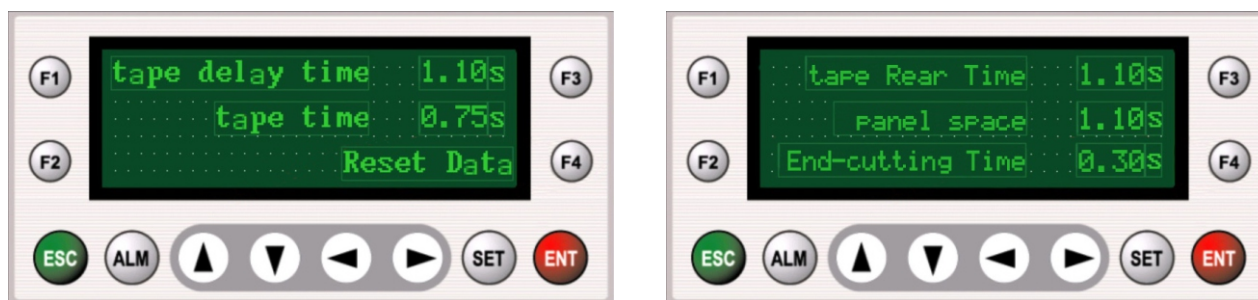 F1
tape delay time 1.10s
F3
tape time 0.75s
F2
Reset Data
F4
ESC
ALM
SET
ENT
F1
tape Rear Time 1.10s
F3
panel space 1.10s
F2
End-cutting Time 0.30s
F4
ESC
ALM
SET
ENT